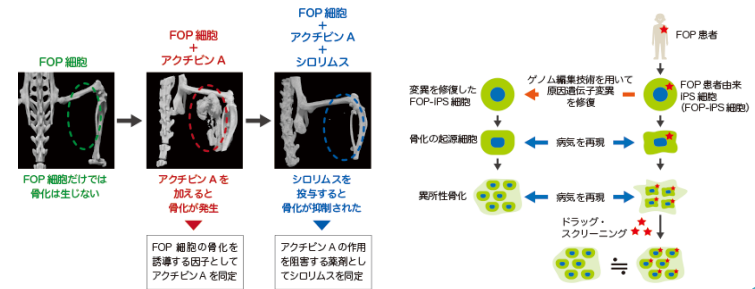 FOP 細胞
FOP 細胞
+
アクチビン A
FOP 細胞
+
アクチビン A
+
シロリムス
FOP 細胞だけでは
骨化は生じない
アクチビン A を
加えると
骨化が発生
シロリムスを
投与すると
骨化が抑制された
FOP 細胞の骨化を
誘導する因子として
アクチビン A を同定
アクチビン A の作用
を阻害する薬剤とし
てシロリムスを同定
FOP 患者
変異を修復した
FOP-iPS 細胞
ゲノム編集技術を用いて
原因遺伝子変異
を修復
FOP 患者由来
iPS 細胞
(FOP-iPS 細胞)
骨化の起源細胞
病気を再現
異所性骨化
病気を再現
ドラッグ・
スクリーニング
≒